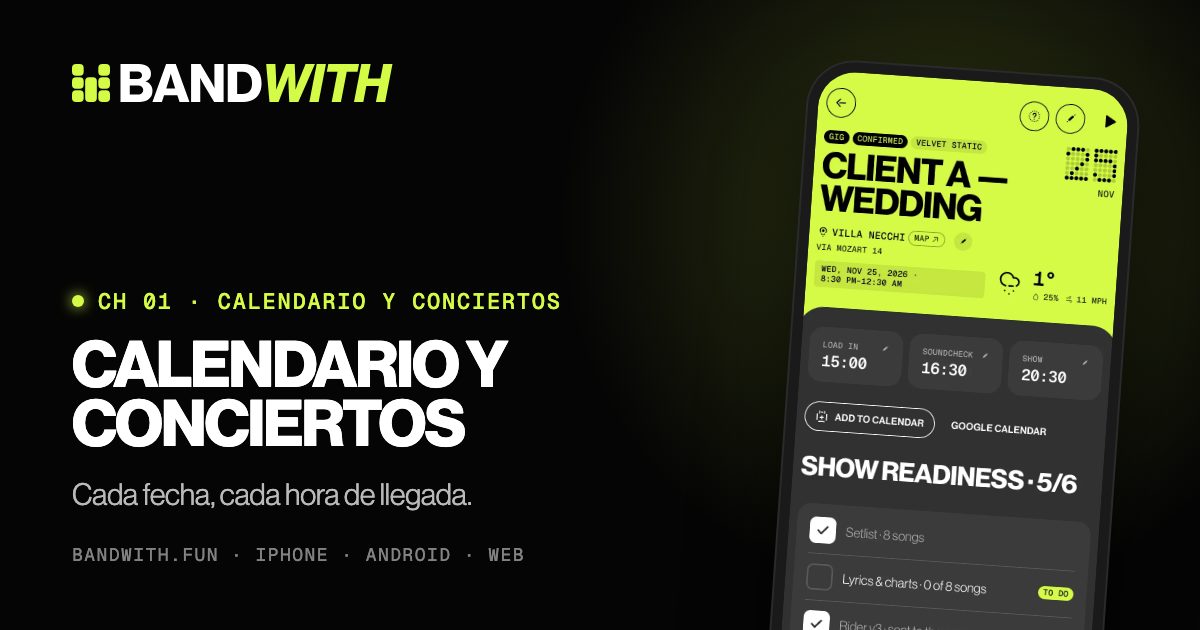 BANDWITH
CH 01 · CALENDARIO Y CONCIERTOS
CALENDARIO Y
CONCIERTOS
Cada fecha, cada hora de llegada.
BANDWITH.FUN · IPHONE · ANDROID · WEB
GIG CONFIRMED VELVET STATIC
CLIENT A —
WEDDING
25
NOV
VILLA NECCHI MAP ↗
VIA MOZART 14
WED, NOV 25, 2026 ·
8:30 PM-12:30 AM
1°
25% 11 MPH
LOAD IN
15:00
SOUNDCHECK
16:30
SHOW
20:30
ADD TO CALENDAR
GOOGLE CALENDAR
SHOW READINESS · 5/6
Setlist · 8 songs
Lyrics & charts · 0 of 8 songs TO DO
Rider v3 · sent to